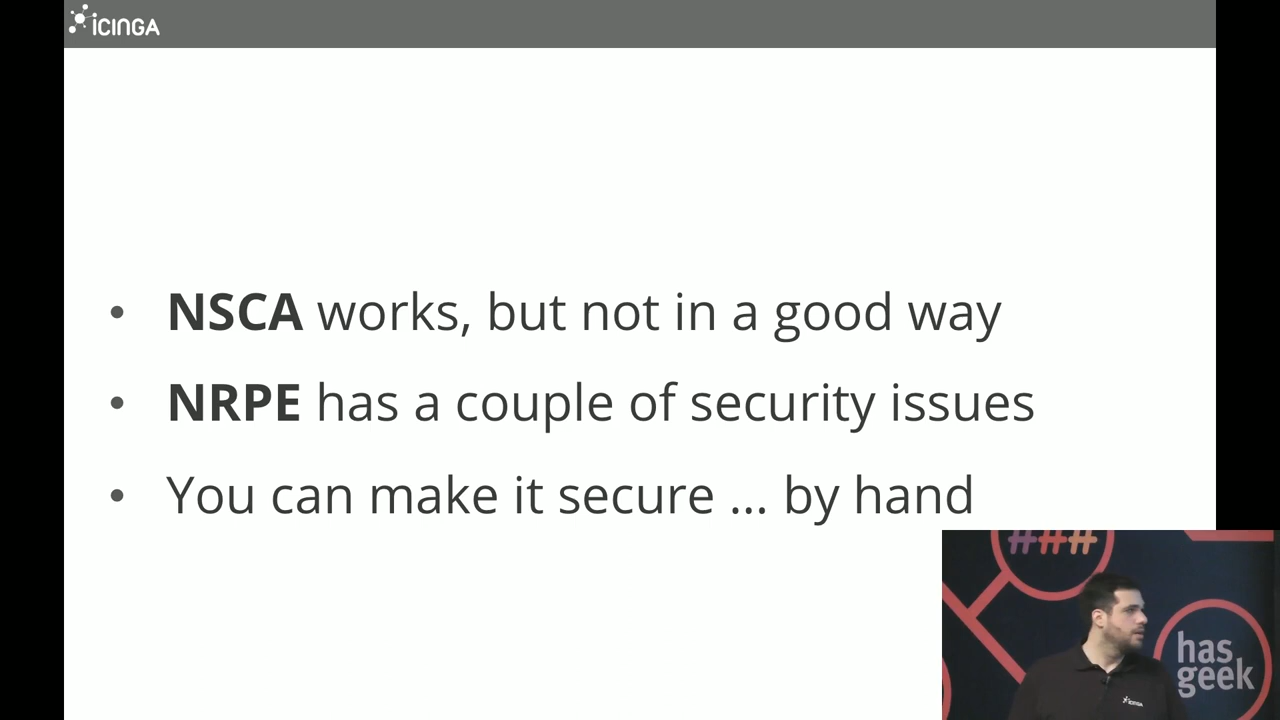 iCINGA
• NSCA works, but not in a good way
• NRPE has a couple of security issues
• You can make it secure ... by hand
###
has
geek
iCINGA